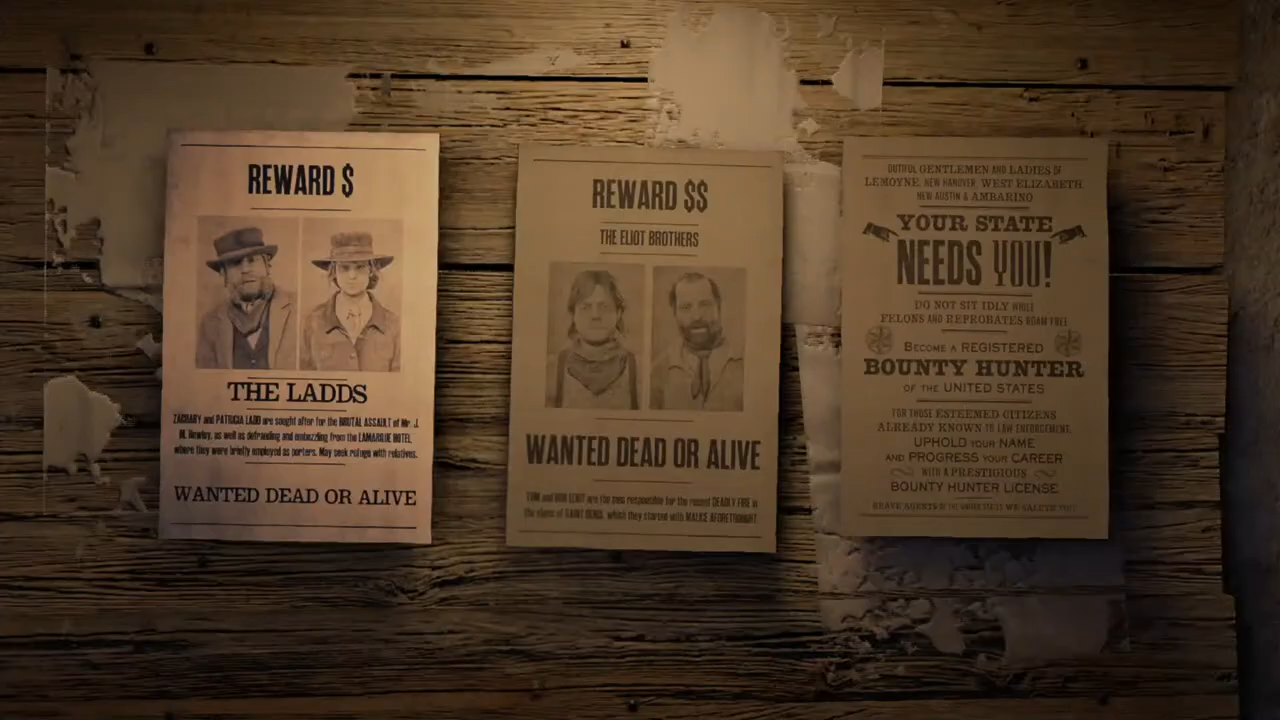 REWARD $
THE LADDS
ZACHARY and PATRICIA LADD are sought after for the BRUTAL ASSAULT of Mr. J.
M. Hewley, as well as defrauding and embezzling from the LAMARQUE HOTEL,
where they were briefly employed as porters. May seek refuge with relatives.
WANTED DEAD OR ALIVE
REWARD $$
THE ELIOT BROTHERS
WANTED DEAD OR ALIVE
TOM and ROB ELIOT are the men responsible for the recent DEADLY FIRE in
the slums of SAINT DENIS, which they started with MALICE AFORETHOUGHT.
DUTIFUL GENTLEMEN AND LADIES OF
LEMOYNE, NEW HANOVER, WEST ELIZABETH,
NEW AUSTIN & AMBARINO
YOUR STATE
NEEDS YOU!
DO NOT SIT IDLY WHILE
FELONS AND REPROBATES ROAM FREE
BECOME A REGISTERED
BOUNTY HUNTER
OF THE UNITED STATES
FOR THOSE ESTEEMED CITIZENS
ALREADY KNOWN TO LAW ENFORCEMENT,
UPHOLD YOUR NAME
AND PROGRESS YOUR CAREER
WITH A PRESTIGIOUS
BOUNTY HUNTER LICENSE
WE SALUTE YOU!